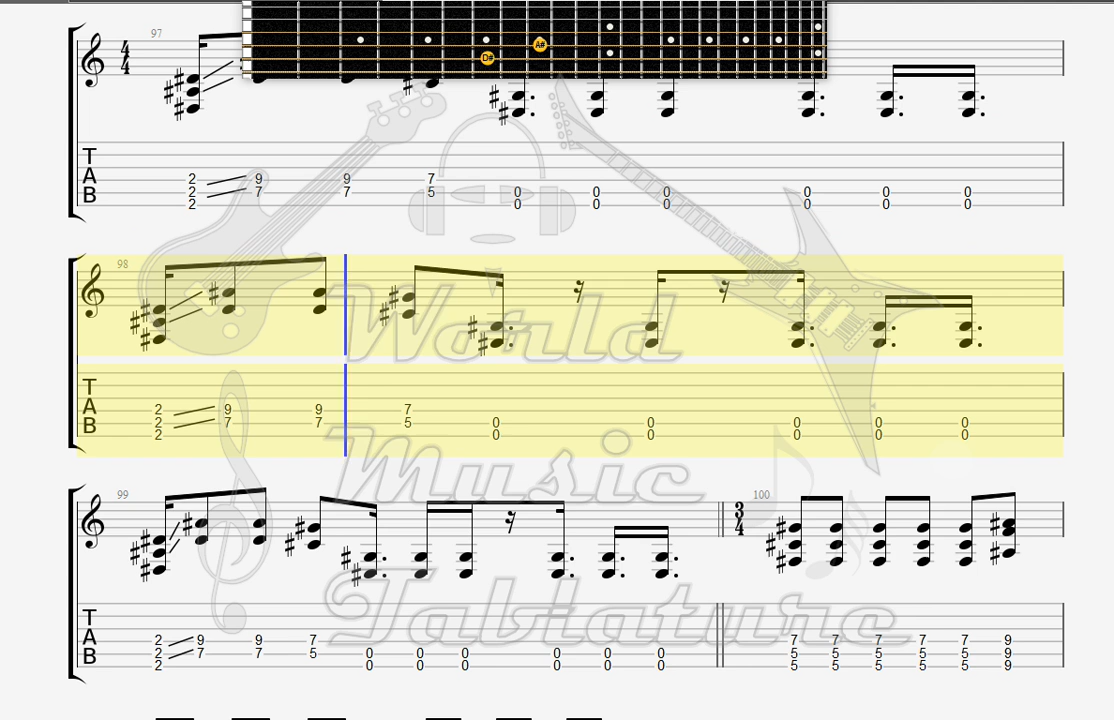 97
4
4
D# A#
T
A
B
2 9 9 7
2 7 7 5 0 0 0 0 0 0
2 0 0 0 0 0 0
98
World
T
A
B
2 9 9 7
2 7 7 5 0 0 0 0 0
2 0 0 0 0 0
Music
99 100
3
4
Tablature
T
A
B
2 9 9 7 7 7 7 7 7 9
2 7 7 5 0 0 0 0 0 0 5 5 5 5 5 9
2 0 0 0 0 0 0 5 5 5 5 5 9